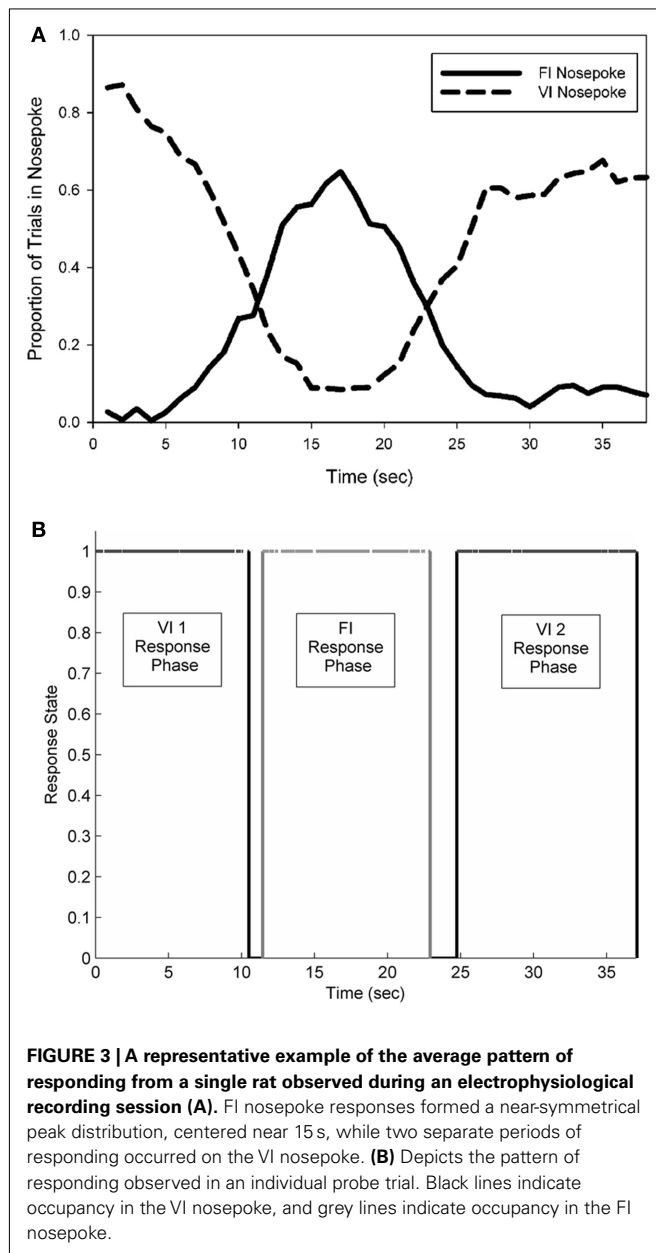 A
1.0
0.8
0.6
0.4
0.2
0.0
Proportion of Trials in Nosepoke
FI Nosepoke
VI Nosepoke
0 5 10 15 20 25 30 35
Time (sec)
B
1
0.9
0.8
0.7
0.6
0.5
0.4
0.3
0.2
0.1
0
Response State
VI 1
Response
Phase
FI
Response
Phase
VI 2
Response
Phase
0 5 10 15 20 25 30 35
Time (sec)
FIGURE 3 | A representative example of the average pattern of
responding from a single rat observed during an electrophysiological
recording session (A). FI nosepoke responses formed a near-symmetrical
peak distribution, centered near 15 s, while two separate periods of
responding occurred on the VI nosepoke. (B) Depicts the pattern of
responding observed in an individual probe trial. Black lines indicate
occupancy in the VI nosepoke, and grey lines indicate occupancy in the FI
nosepoke.